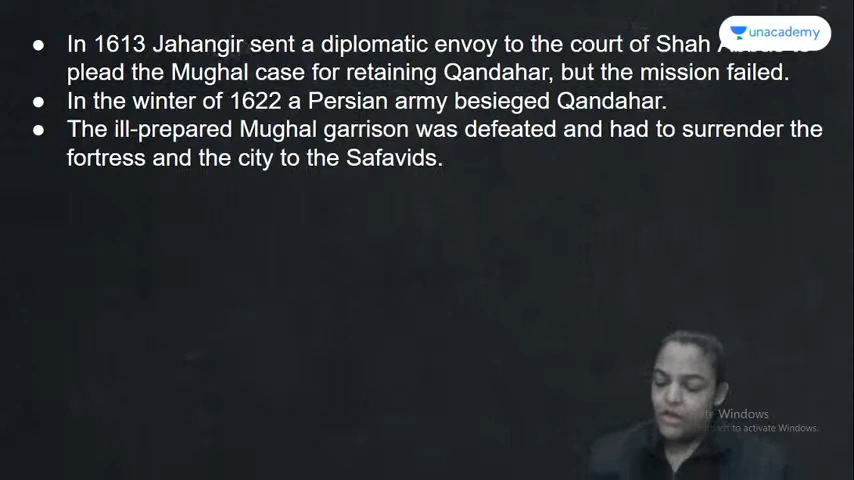 ● In 1613 Jahangir sent a diplomatic envoy to the court of Shah
unacademy
plead the Mughal case for retaining Qandahar, but the mission failed.
● In the winter of 1622 a Persian army besieged Qandahar.
● The ill-prepared Mughal garrison was defeated and had to surrender the
fortress and the city to the Safavids.
Windows
to activate Windows.